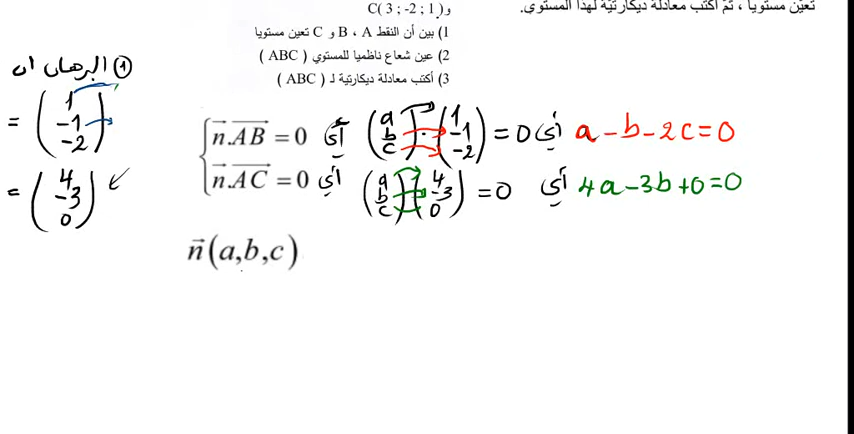 تعيّن مستويا ، ثم أكتب معادلة ديكارتية لهذا المستوى.
و C( 3 ; -2 ; 1 )
1) بين أن النقط A ، B و C تعين مستويا
2) عين شعاع ناظميا للمستوي ( ABC )
3) أكتب معادلة ديكارتية لـ ( ABC )
① البرهان ان
= (1 -1 -2)
= (4 -3 0)
n.AB = 0 أي (a b c) . (1 -1 -2) = 0 أي a - b - 2c = 0
n.AC = 0 أي (a b c) (4 -3 0) = 0 أي 4a - 3b + 0 = 0
n(a,b,c)